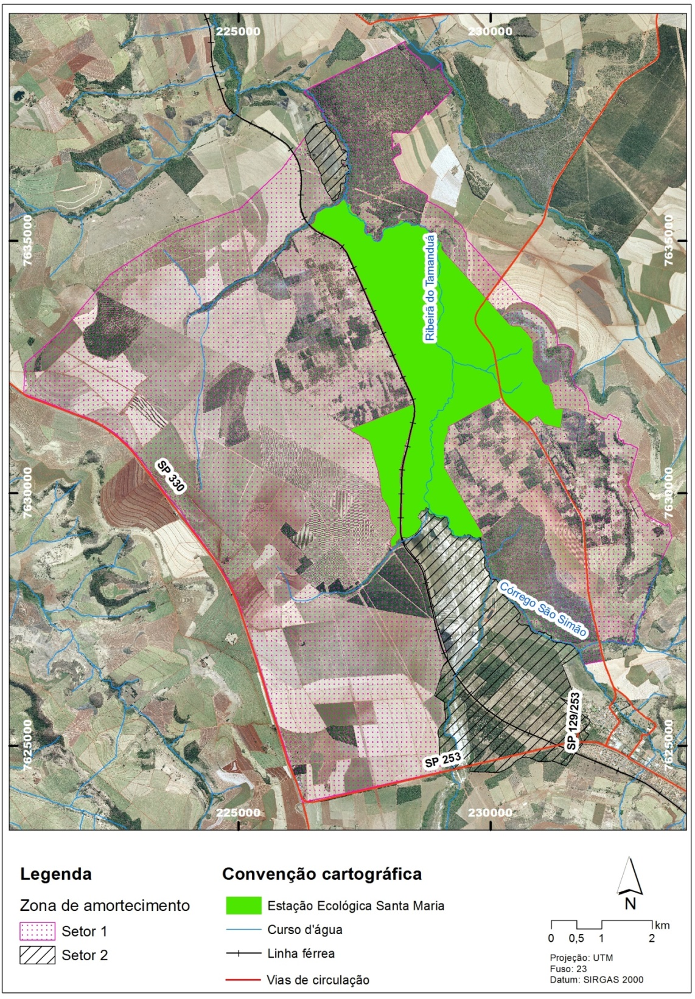 225000
230000
7635000
7635000
Ribeirã do Tamanduá
SP 330
7630000
7630000
Córrego São Simão
SP 129/253
SP 253
7625000
7625000
225000
230000
Legenda
Zona de amortecimento
Setor 1
Setor 2
Convenção cartográfica
Estação Ecológica Santa Maria
Curso d'água
Linha férrea
Vias de circulação
N
km
0 0,5 1 2
Projeção: UTM
Fuso: 23
Datum: SIRGAS 2000